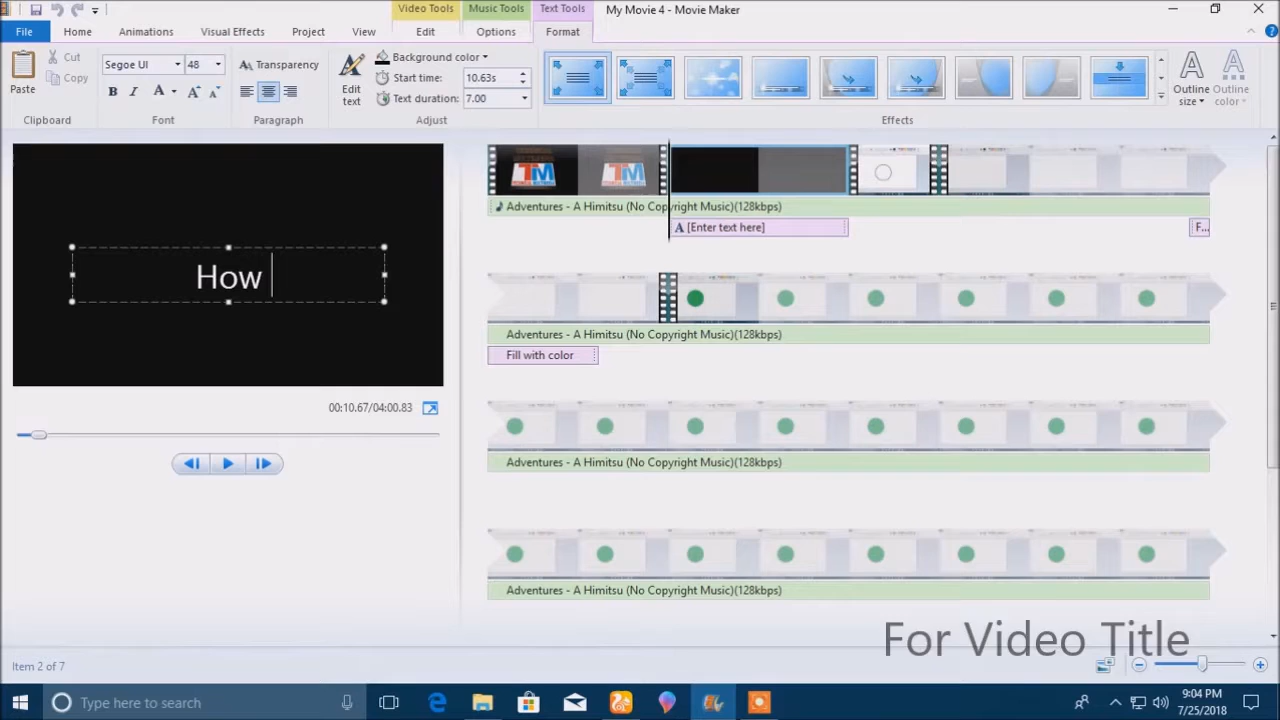 Video Tools
Music Tools
Text Tools
My Movie 4 - Movie Maker
File
Home
Animations
Visual Effects
Project
View
Edit
Options
Format
Paste
Cut
Copy
Clipboard
Segoe UI
48
B I A A A
Font
Transparency
Paragraph
Edit
text
Background color
Start time:
10.63s
Text duration:
7.00
Adjust
Effects
Outline
size
Outline
color
How
00:10.67/04:00.83
TM
TM
Adventures - A Himitsu (No Copyright Music)(128kbps)
A [Enter text here]
F...
Adventures - A Himitsu (No Copyright Music)(128kbps)
Fill with color
Adventures - A Himitsu (No Copyright Music)(128kbps)
Adventures - A Himitsu (No Copyright Music)(128kbps)
For Video Title
Item 2 of 7
Type here to search
9:04 PM
7/25/2018